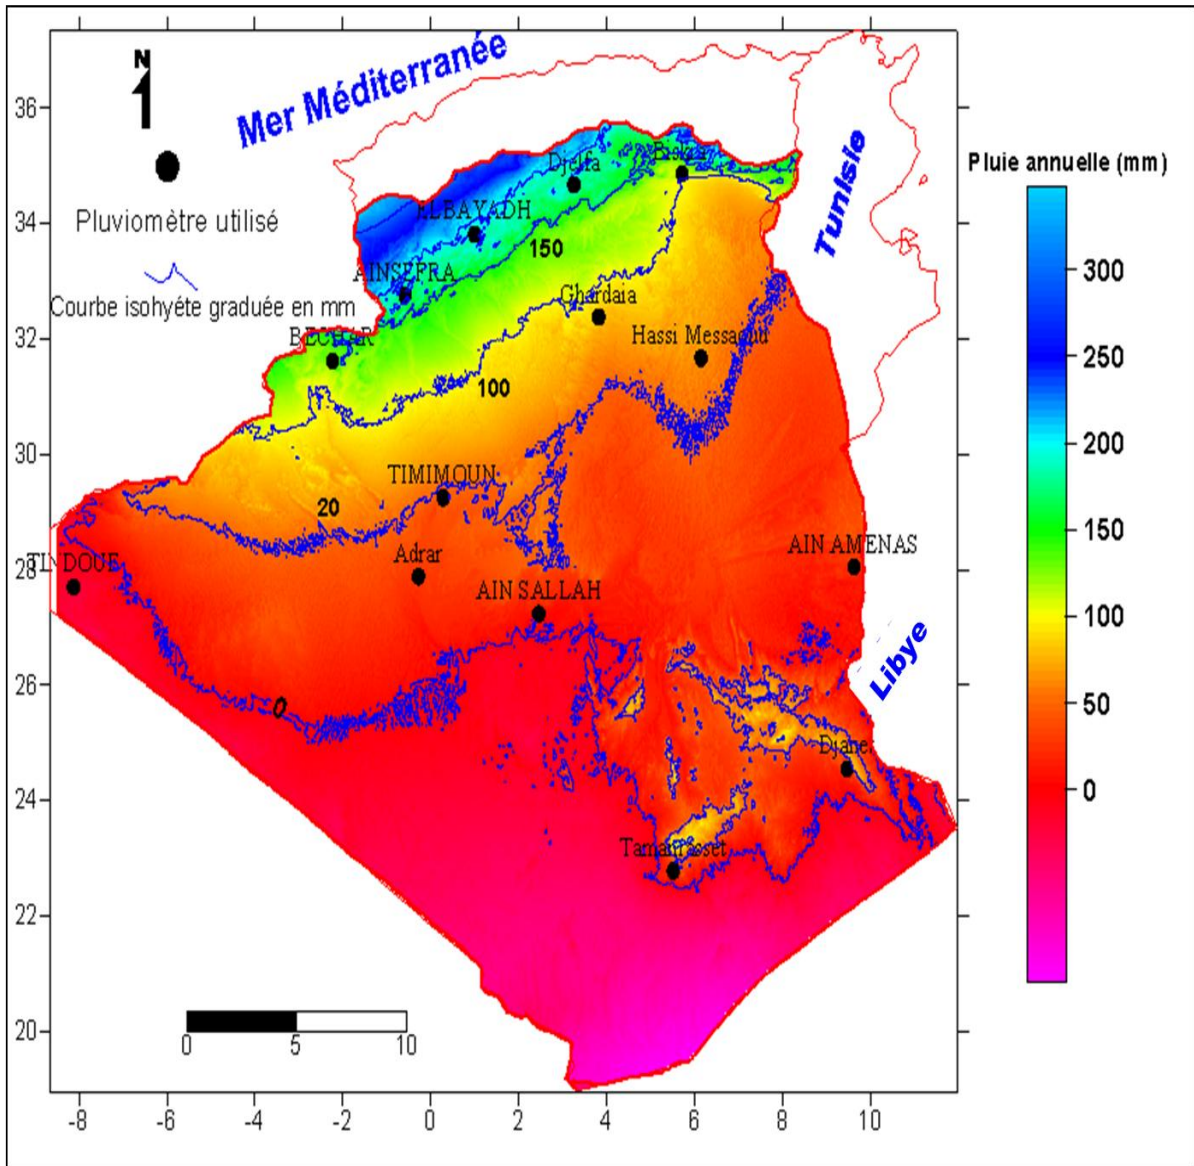 N
Mer Méditerranée
Pluviomètre utilisé
Courbe isohyéte graduée en mm
Tunisie
Libye
Pluie annuelle (mm)
300
250
200
150
100
50
0
Djelfa
Biskra
ELBAYADH
150
AINSEFRA
Ghardaia
BECHAR
Hassi Messaoud
100
TIMIMOUN
20
Adrar
AIN AMENAS
TINDOUF
AIN SALLAH
0
Djanet
Tamanrasset
36
34
32
30
28
26
24
22
20
0 5 10
-8 -6 -4 -2 0 2 4 6 8 10